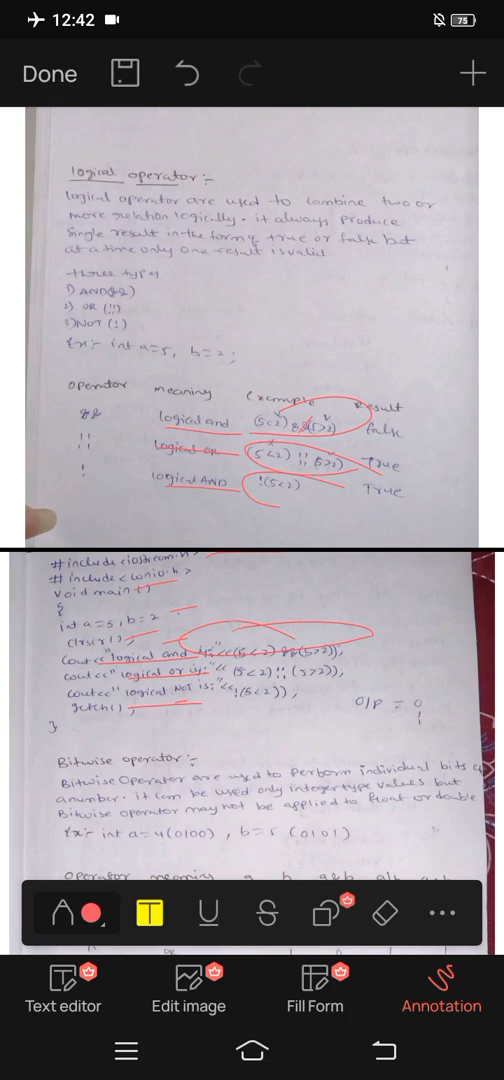 12:42
75
Done
logical operator :-
logical operator are used to combine two or
more relation logically. it always produce
single result in the form of true or false but
at a time only one result is valid.
three types
1) AND(&&)
2) OR (!!)
3) NOT (!)
Ex:- int a=5, b=2;
operator meaning example Result
&& logical and (5<2) && (5>2) false
!! logical or (5<2) !! (5>2) True
! logical AND !(5<2) True
#include <iostream.h>
#include <conio.h>
void main()
{
int a=5, b=2
clrscr();
cout<<"logical and is:"<<(5<2) &&(5>2));
cout<<"logical or is:"<< (5<2)!!(5>2));
cout<<"logical NOT is:"<<!(5<2));
getch();
O/P = 0
1
1
}
Bitwise operator :-
Bitwise Operator are used to perform individual bits of
a number. it can be used only integer type values but
Bitwise operator may not be applied to float or double
Ex:- int a=4(0100), b=5 (0101)
operator meaning a b a&b a|b
T
U
S
Text editor
Edit image
Fill Form
Annotation